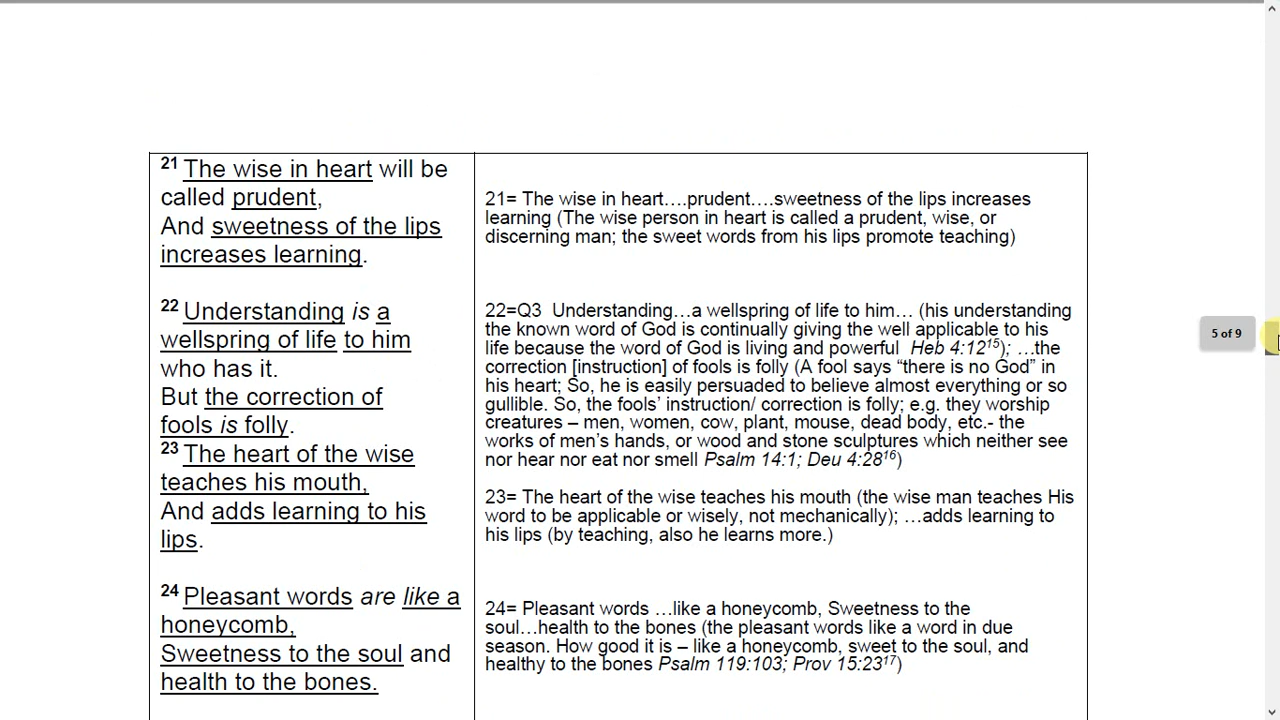 21 The wise in heart will be
called prudent,
And sweetness of the lips
increases learning.
22 Understanding is a
wellspring of life to him
who has it.
But the correction of
fools is folly.
23 The heart of the wise
teaches his mouth,
And adds learning to his
lips.
24 Pleasant words are like a
honeycomb,
Sweetness to the soul and
health to the bones.
21= The wise in heart….prudent….sweetness of the lips increases
learning (The wise person in heart is called a prudent, wise, or
discerning man; the sweet words from his lips promote teaching)
22=Q3 Understanding…a wellspring of life to him… (his understanding
the known word of God is continually giving the well applicable to his
life because the word of God is living and powerful Heb 4:1215); …the
correction [instruction] of fools is folly (A fool says “there is no God” in
his heart; So, he is easily persuaded to believe almost everything or so
gullible. So, the fools’ instruction/ correction is folly; e.g. they worship
creatures – men, women, cow, plant, mouse, dead body, etc.- the
works of men’s hands, or wood and stone sculptures which neither see
nor hear nor eat nor smell Psalm 14:1; Deu 4:2816)
23= The heart of the wise teaches his mouth (the wise man teaches His
word to be applicable or wisely, not mechanically); …adds learning to
his lips (by teaching, also he learns more.)
24= Pleasant words …like a honeycomb, Sweetness to the
soul…health to the bones (the pleasant words like a word in due
season. How good it is – like a honeycomb, sweet to the soul, and
healthy to the bones Psalm 119:103; Prov 15:2317)
5 of 9